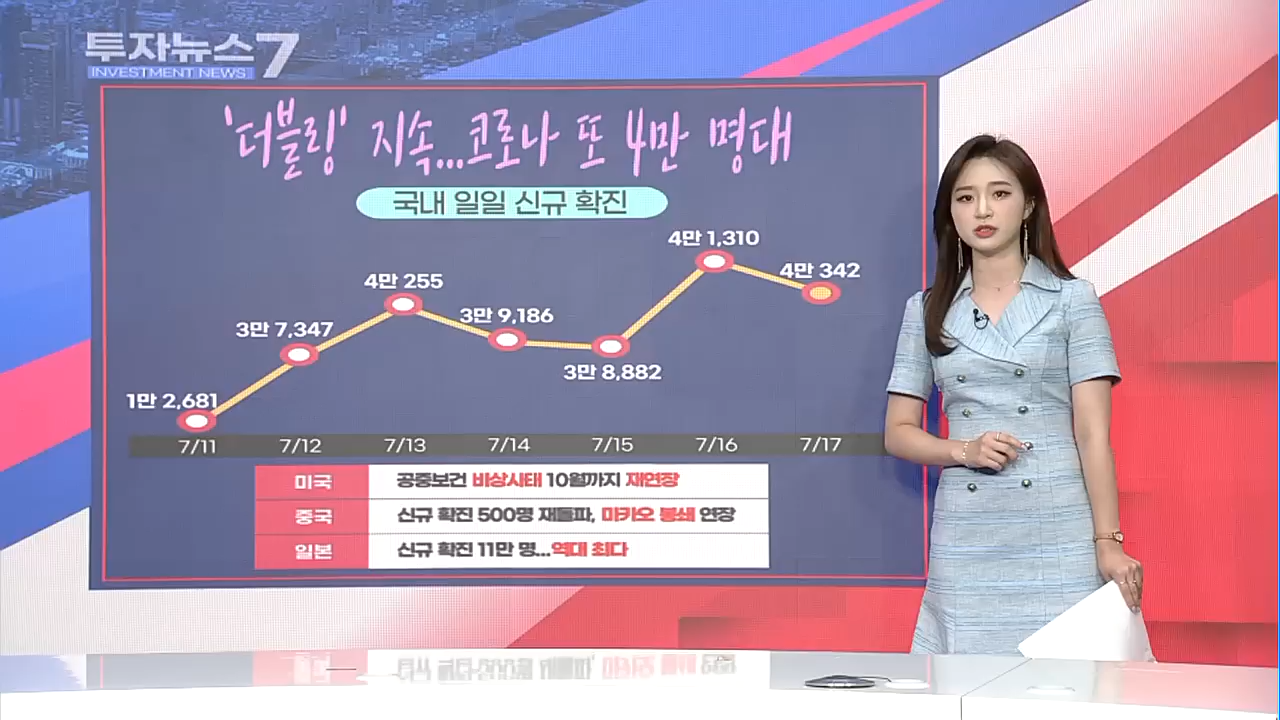 투자뉴스7
INVESTMENT NEWS
'더블링' 지속...코로나 또 4만 명대
국내 일일 신규 확진
4만 1,310
4만 342
4만 255
3만 9,186
3만 7,347
3만 8,882
1만 2,681
7/11 7/12 7/13 7/14 7/15 7/16 7/17
미국 공중보건 비상사태 10월까지 재연장
중국 신규 확진 500명 재돌파, 마카오 봉쇄 연장
일본 신규 확진 11만 명...역대 최다